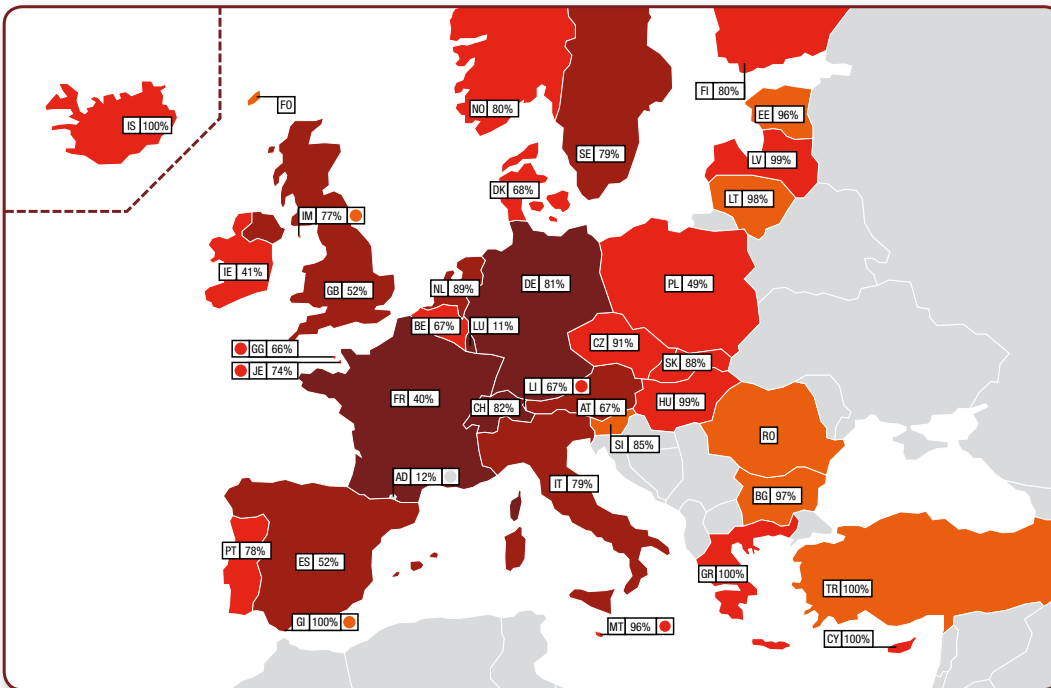 FO
FI 80%
NO 80%
EE 96%
IS 100%
SE 79%
LV 99%
DK 68%
LT 98%
IM 77%
IE 41%
NL 89%
DE 81%
PL 49%
GB 52%
BE 67%
LU 11%
CZ 91%
GG 66%
SK 88%
JE 74%
LI 67%
FR 40%
CH 82%
AT 67%
HU 99%
RO
SI 85%
AD 12%
IT 79%
BG 97%
PT 78%
ES 52%
GR 100%
TR 100%
GI 100%
MT 96%
CY 100%